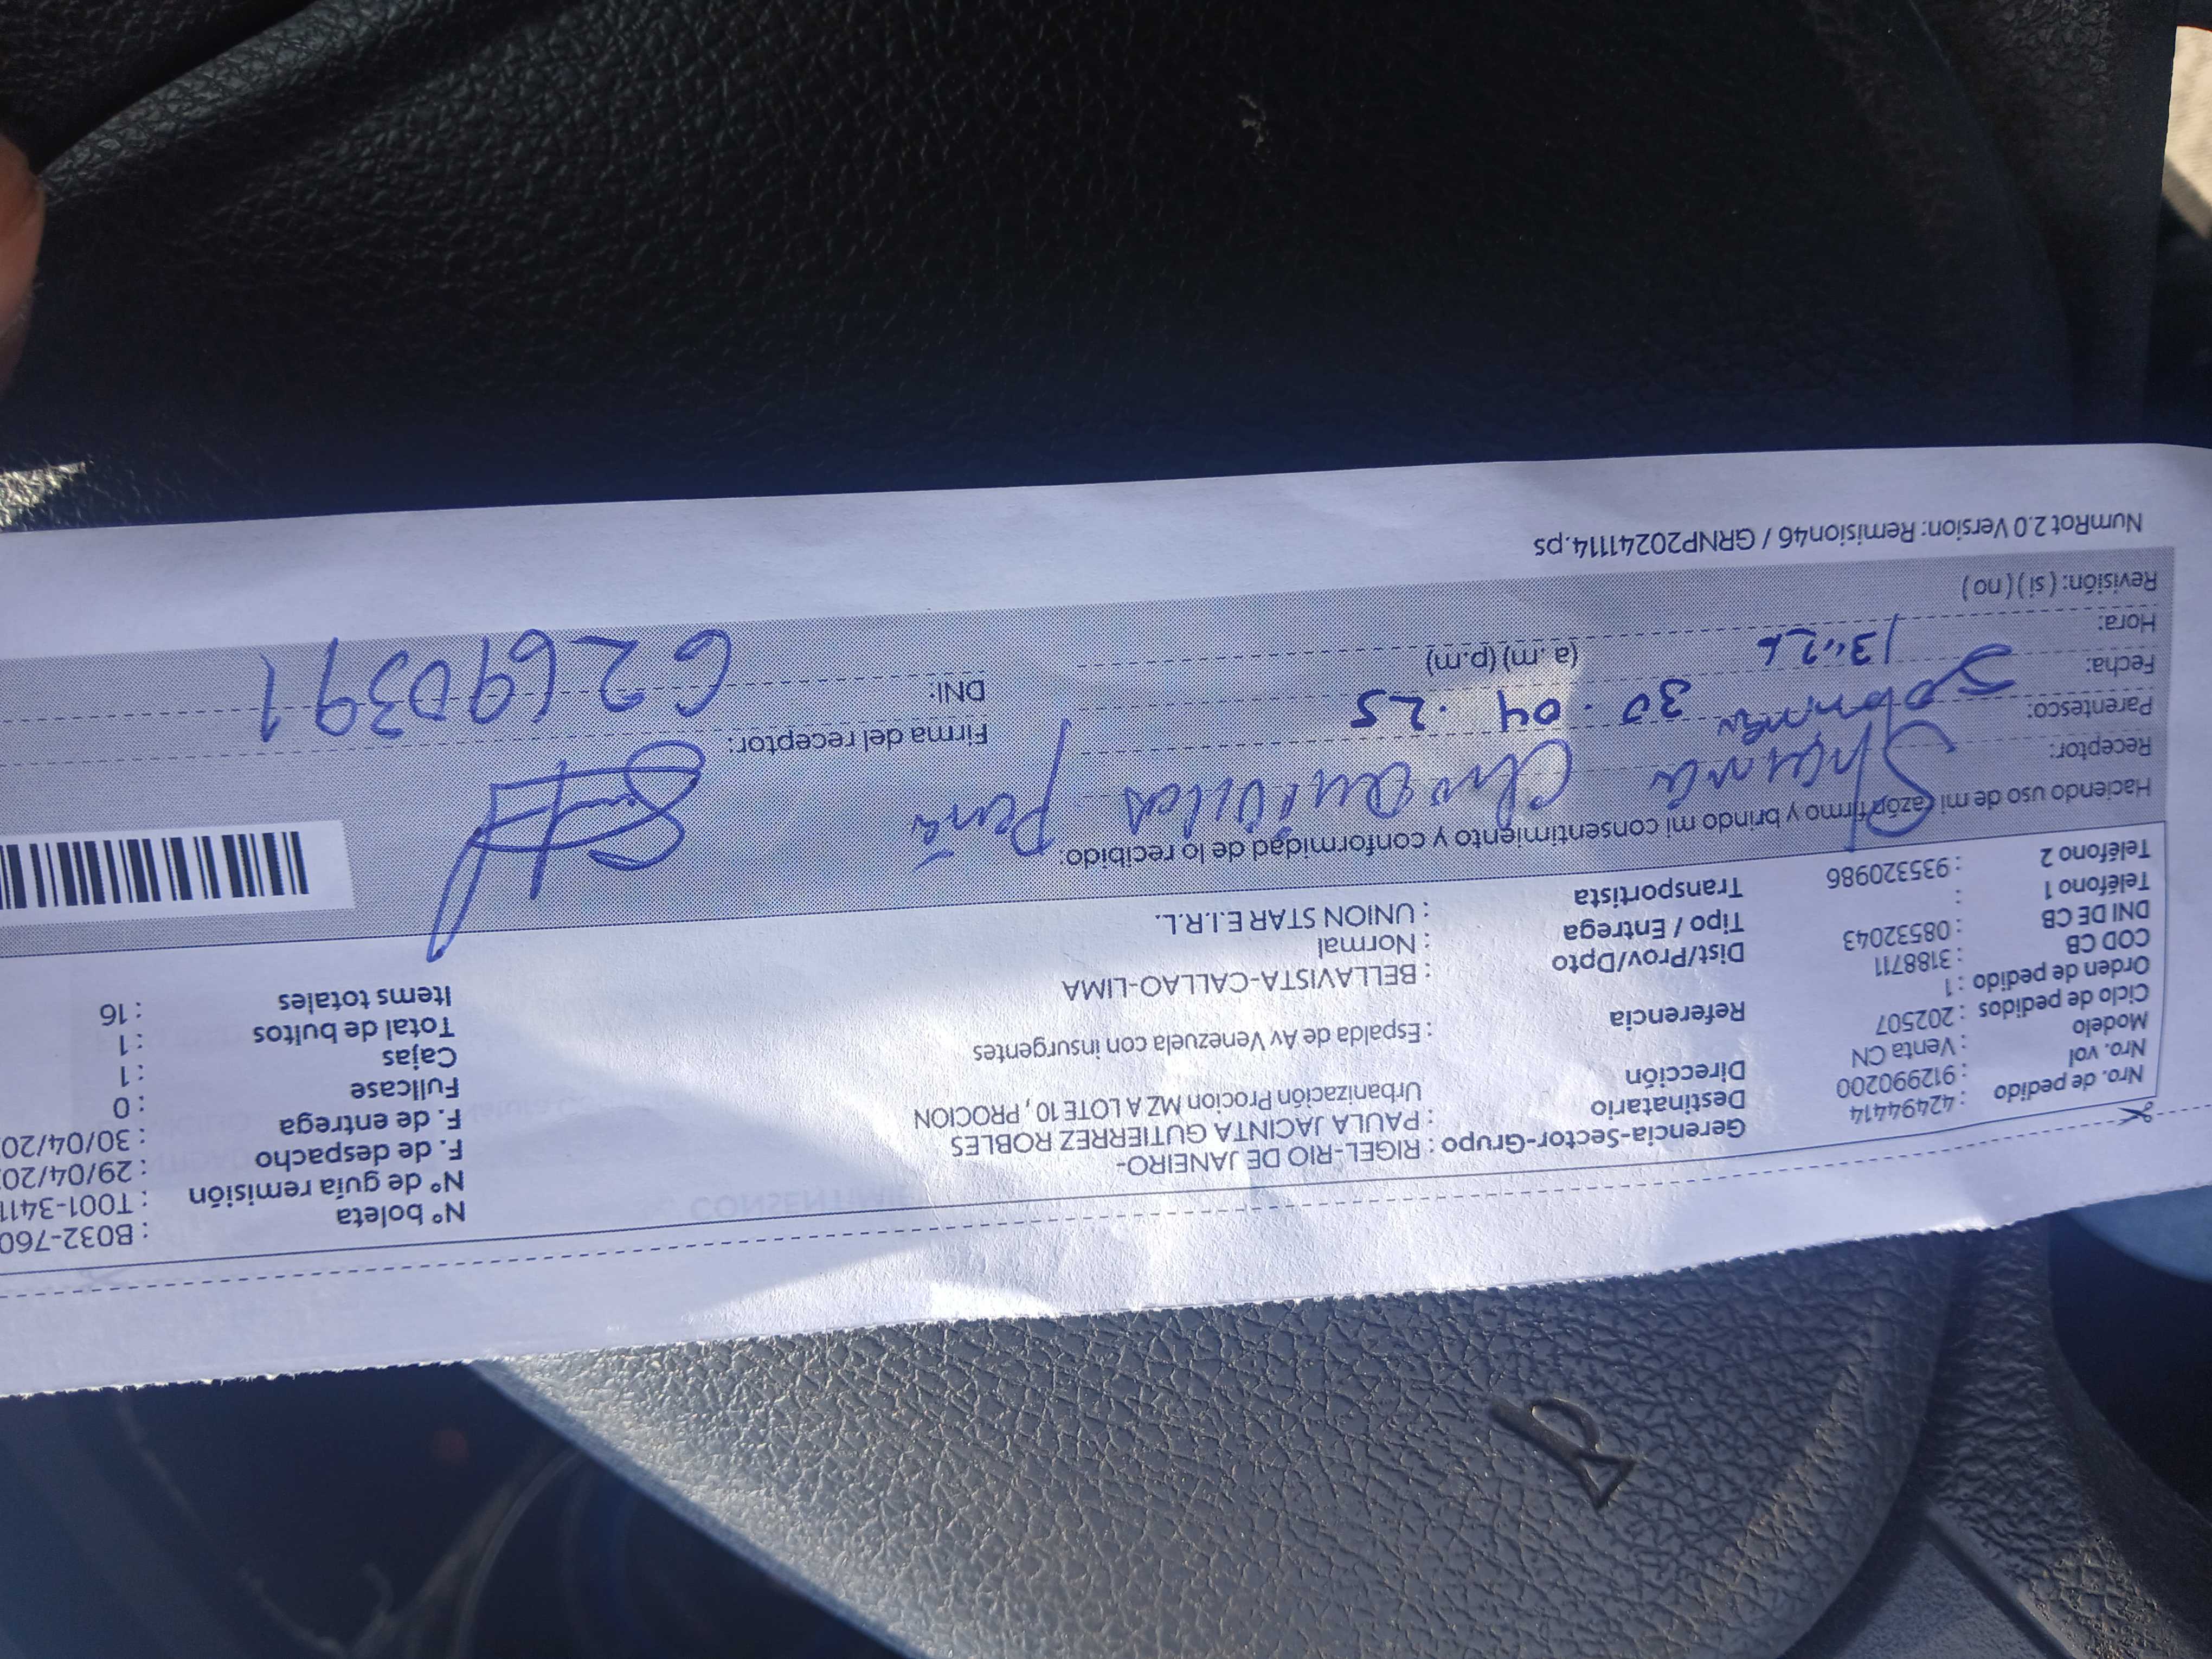 Nº boleta : B032-760
Gerencia-Sector-Grupo : RIGEL-RIO DE JANEIRO-
Nº de guía remisión : T001-3411
Nro. de pedido : 42494414
Destinatario : PAULA JACINTA GUTIERREZ ROBLES
F. de despacho : 29/04/20
Nro. vol : 912990200
Dirección Urbanización Procion MZ A LOTE 10 , PROCION
F. de entrega : 30/04/20
Modelo : Venta CN
Fullcase : 0
Ciclo de pedidos : 202507
Referencia : Espalda de Av Venezuela con insurgentes
Cajas : 1
Orden de pedido : 1
Total de bultos : 1
COD CB : 3188711
Dist/Prov/Dpto : BELLAVISTA-CALLAO-LIMA
Items totales : 16
DNI DE CB : 08532043
Tipo / Entrega : Normal
Teléfono 1 :
Transportista : UNION STAR E.I.R.L.
Teléfono 2 : 935320986
Haciendo uso de mi razón firmo y brindo mi consentimiento y conformidad de lo recibido:
Receptor: Peña
Parentesco:
Firma del receptor:
Fecha: 30 . 04 . 25
DNI: 62690391
Hora: 13:26 (a. m) (p.m)
Revisión: ( si ) ( no )
NumRot 2.0 Version: Remision46 / GRNP20241114.ps